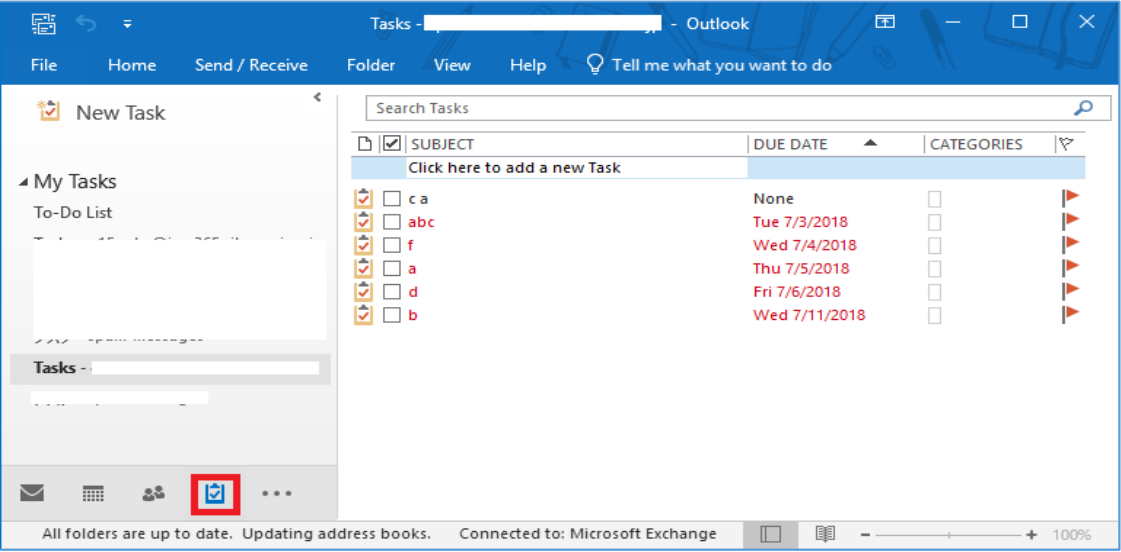 Tasks - - Outlook
File Home Send / Receive Folder View Help Tell me what you want to do
New Task
Search Tasks
SUBJECT DUE DATE CATEGORIES
Click here to add a new Task
My Tasks
To-Do List
c a None
abc Tue 7/3/2018
f Wed 7/4/2018
a Thu 7/5/2018
d Fri 7/6/2018
b Wed 7/11/2018
Tasks -
All folders are up to date. Updating address books. Connected to: Microsoft Exchange 100%